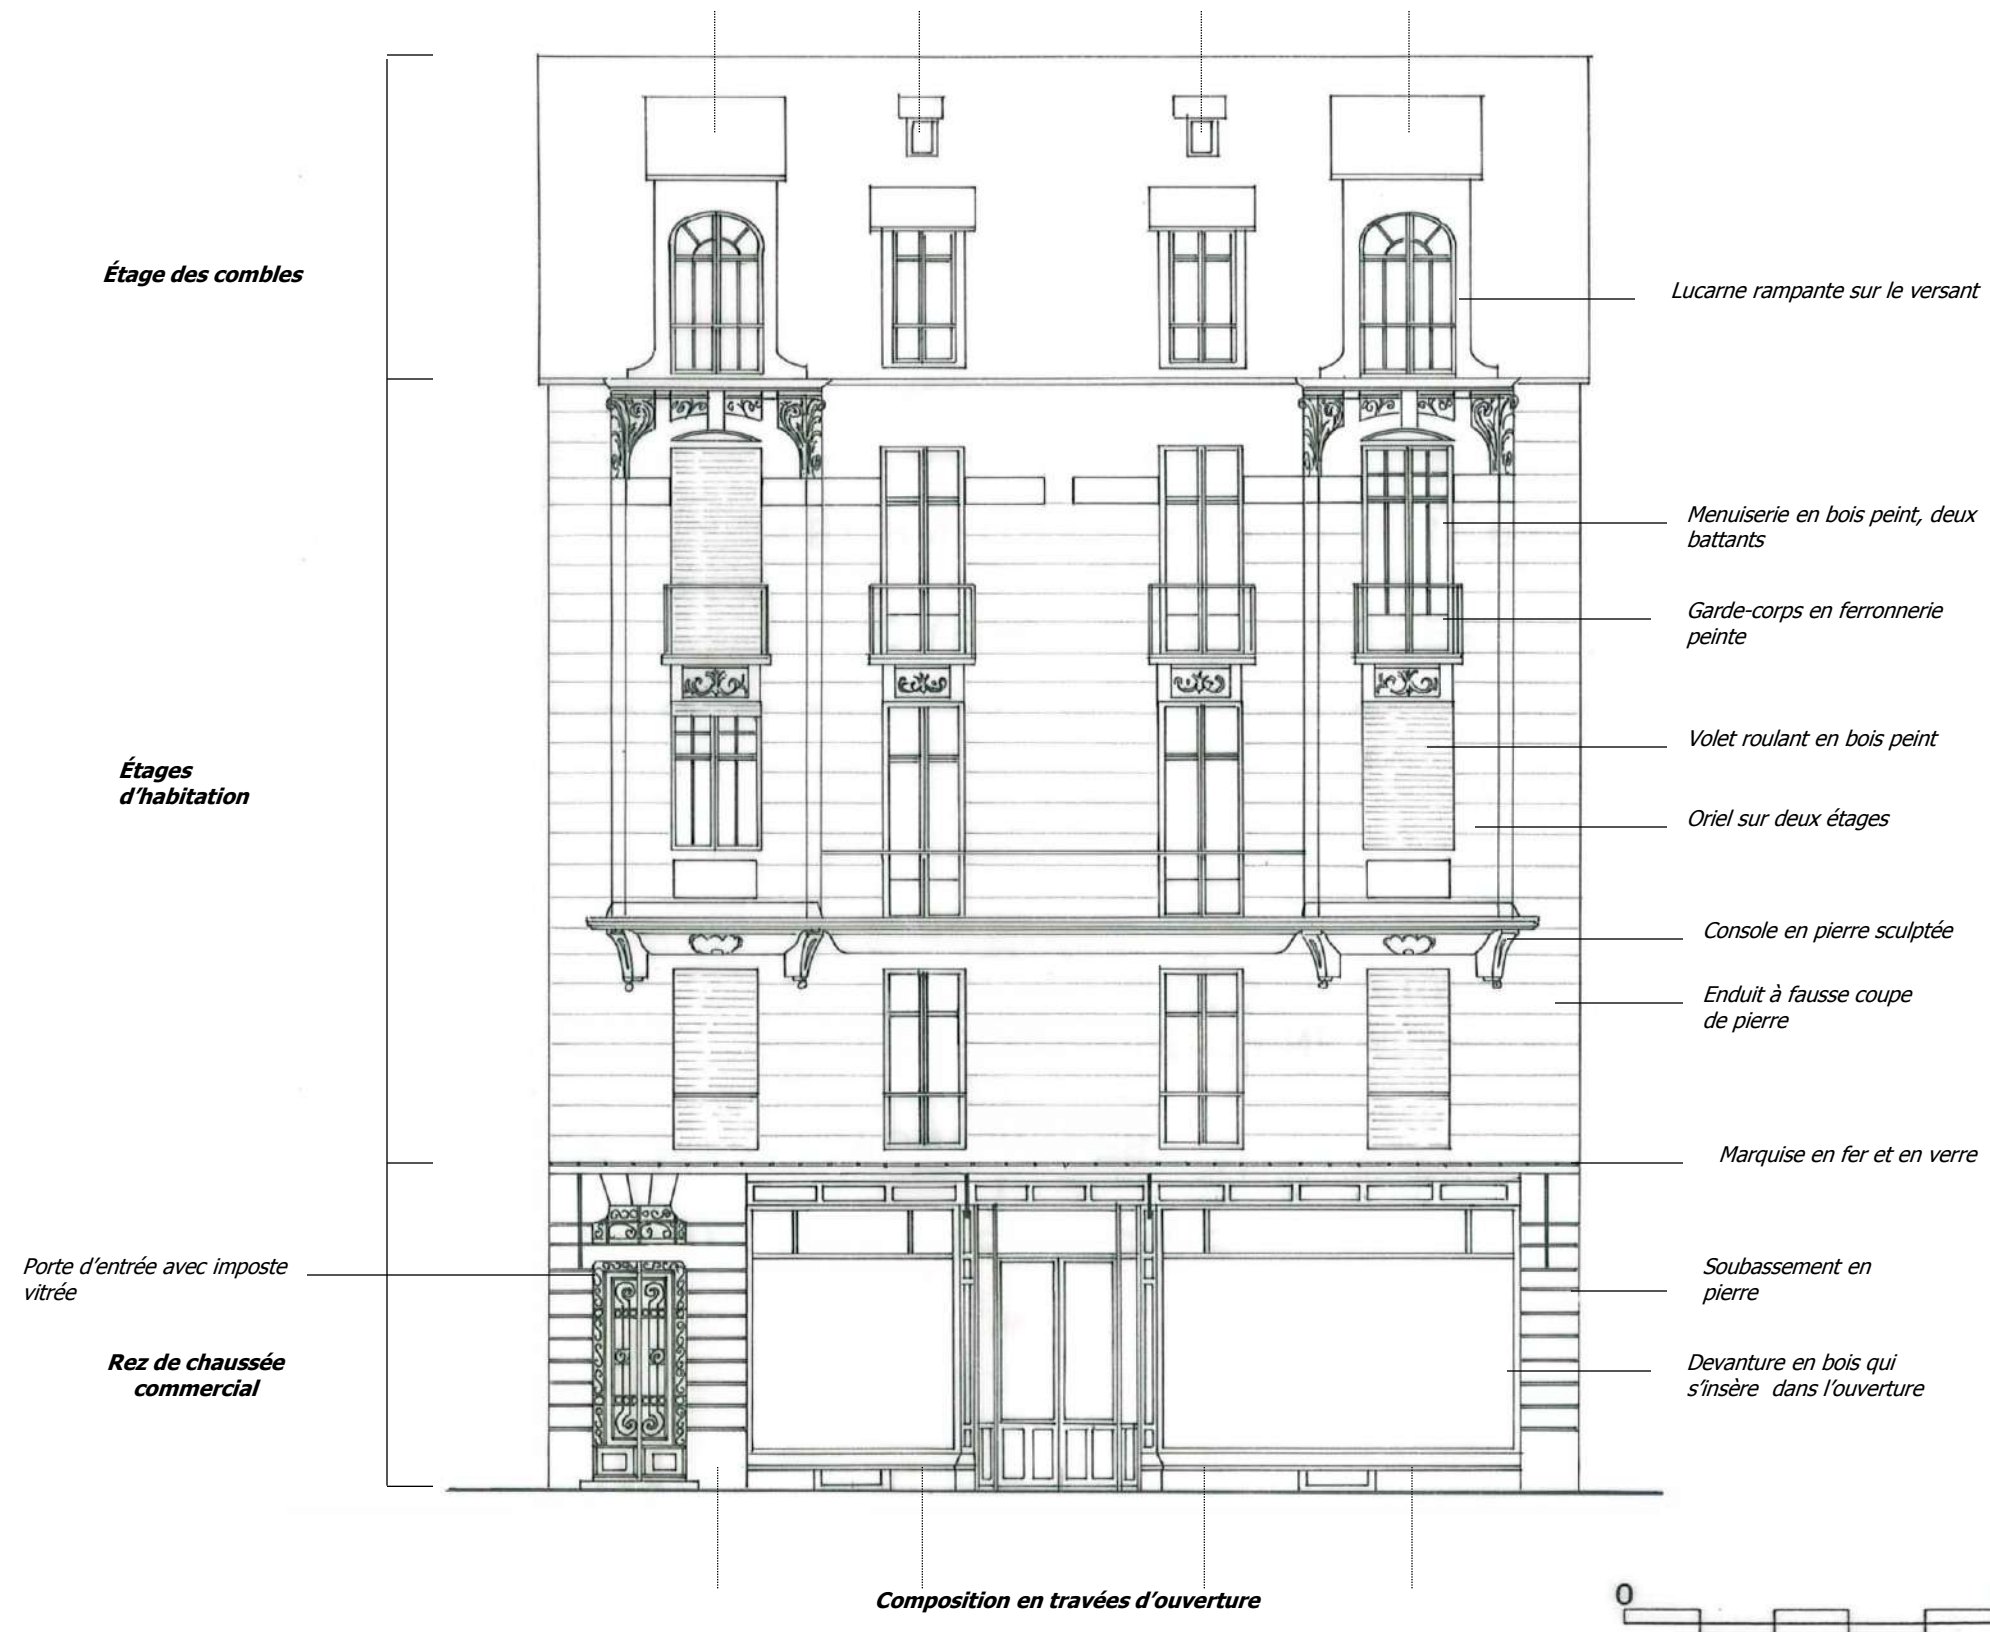 Étage des combles
Lucarne rampante sur le versant
Menuiserie en bois peint, deux
battants
Garde-corps en ferronnerie
peinte
Volet roulant en bois peint
Étages
d'habitation
Oriel sur deux étages
Console en pierre sculptée
Enduit à fausse coupe
de pierre
Marquise en fer et en verre
Porte d'entrée avec imposte
vitrée
Soubassement en
pierre
Rez de chaussée
commercial
Devanture en bois qui
s'insère dans l'ouverture
Composition en travées d'ouverture
0